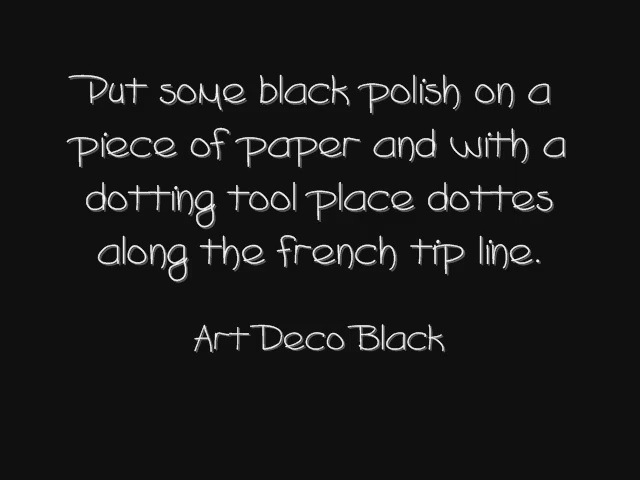 Put some black polish on a
piece of paper and with a
dotting tool place dottes
along the french tip line.
Art Deco Black